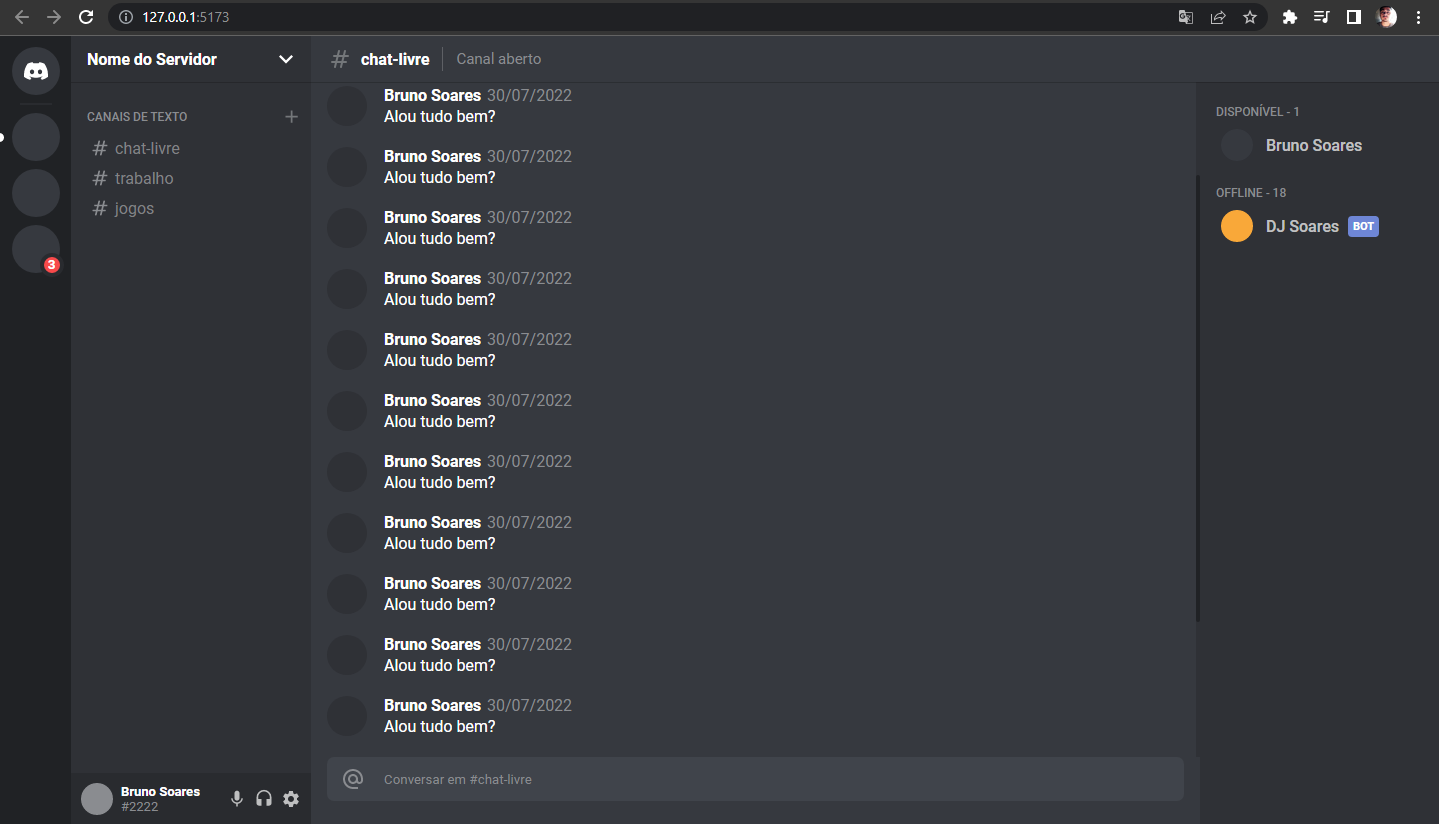 127.0.0.1:5173
Nome do Servidor
CANAIS DE TEXTO
chat-livre
trabalho
jogos
3
Bruno Soares
#2222
# chat-livre Canal aberto
Bruno Soares 30/07/2022
Alou tudo bem?
Bruno Soares 30/07/2022
Alou tudo bem?
Bruno Soares 30/07/2022
Alou tudo bem?
Bruno Soares 30/07/2022
Alou tudo bem?
Bruno Soares 30/07/2022
Alou tudo bem?
Bruno Soares 30/07/2022
Alou tudo bem?
Bruno Soares 30/07/2022
Alou tudo bem?
Bruno Soares 30/07/2022
Alou tudo bem?
Bruno Soares 30/07/2022
Alou tudo bem?
Bruno Soares 30/07/2022
Alou tudo bem?
Bruno Soares 30/07/2022
Alou tudo bem?
@ Conversar em #chat-livre
DISPONÍVEL - 1
Bruno Soares
OFFLINE - 18
DJ Soares BOT